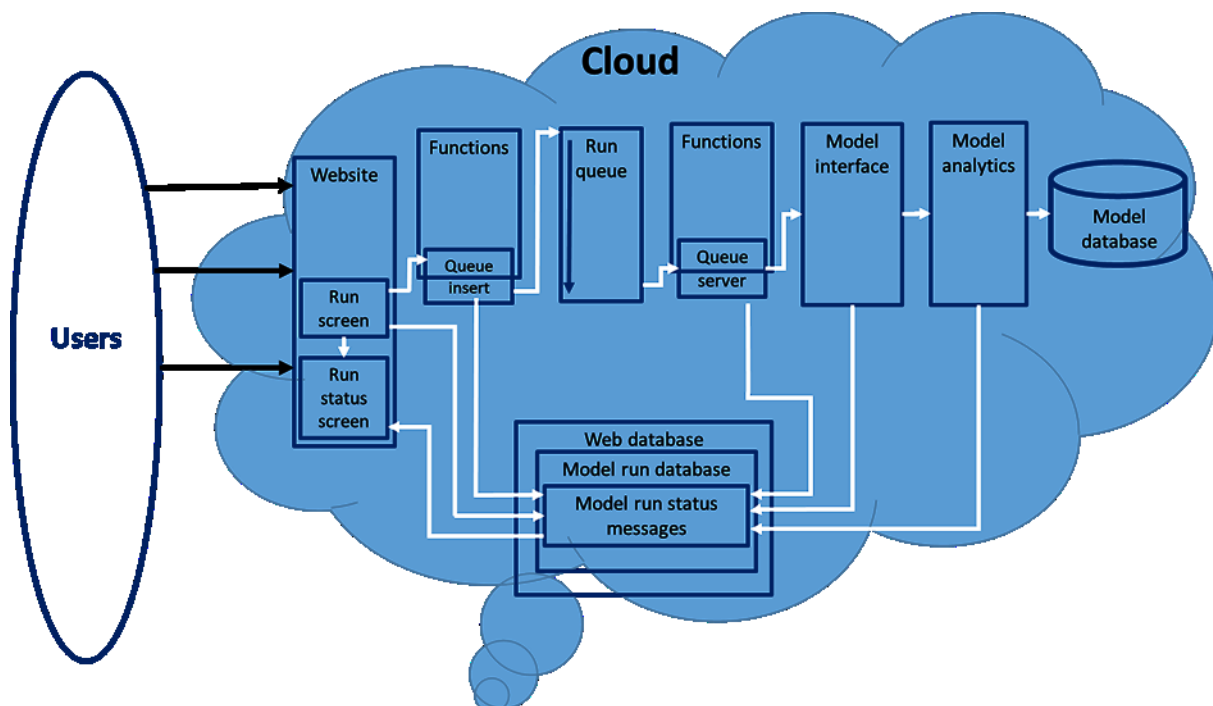 Cloud
Users
Website
Run
screen
Run
status
screen
Functions
Queue
insert
Run
queue
Functions
Queue
server
Model
interface
Model
analytics
Model
database
Web database
Model run database
Model run status
messages